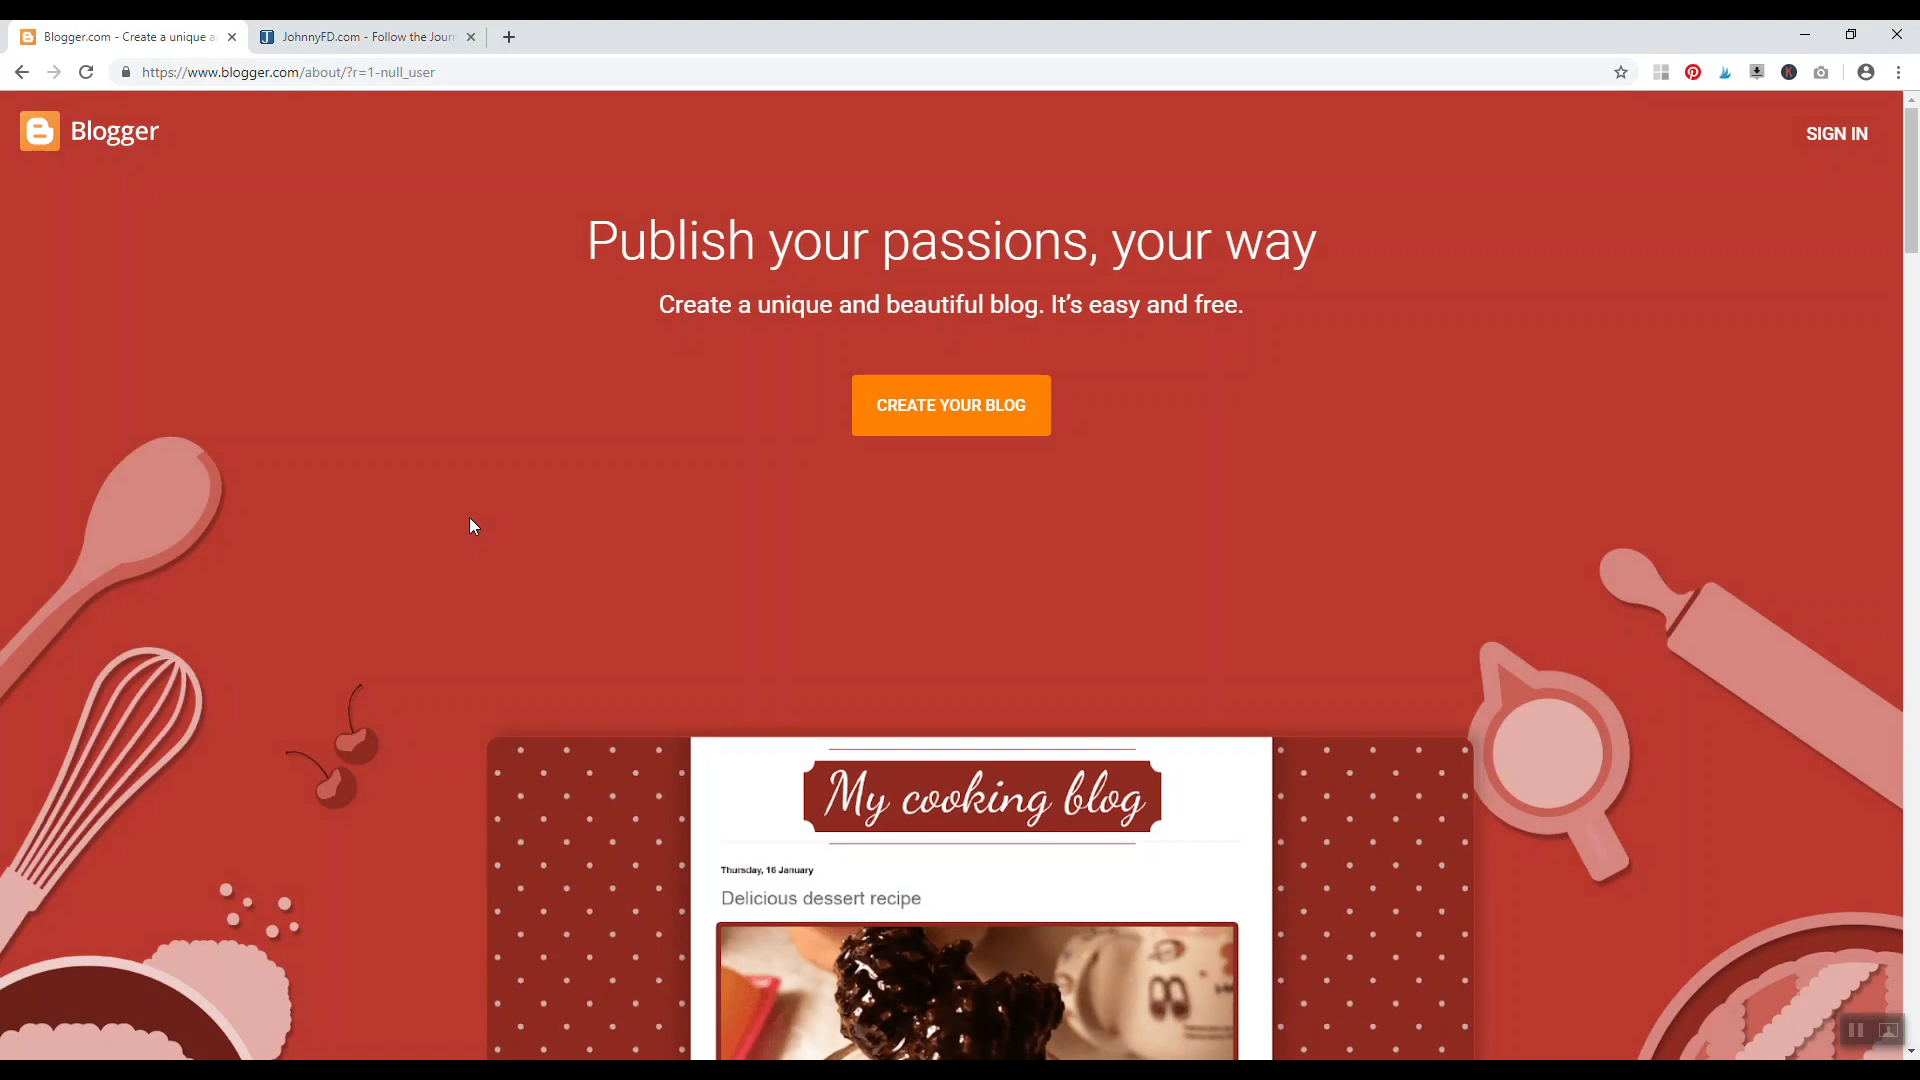 Blogger.com - Create a unique a
JohnnyFD.com - Follow the Jour
https://www.blogger.com/about/?r=1-null_user
Blogger
SIGN IN
Publish your passions, your way
Create a unique and beautiful blog. It's easy and free.
CREATE YOUR BLOG
My cooking blog
Thursday, 16 January
Delicious dessert recipe